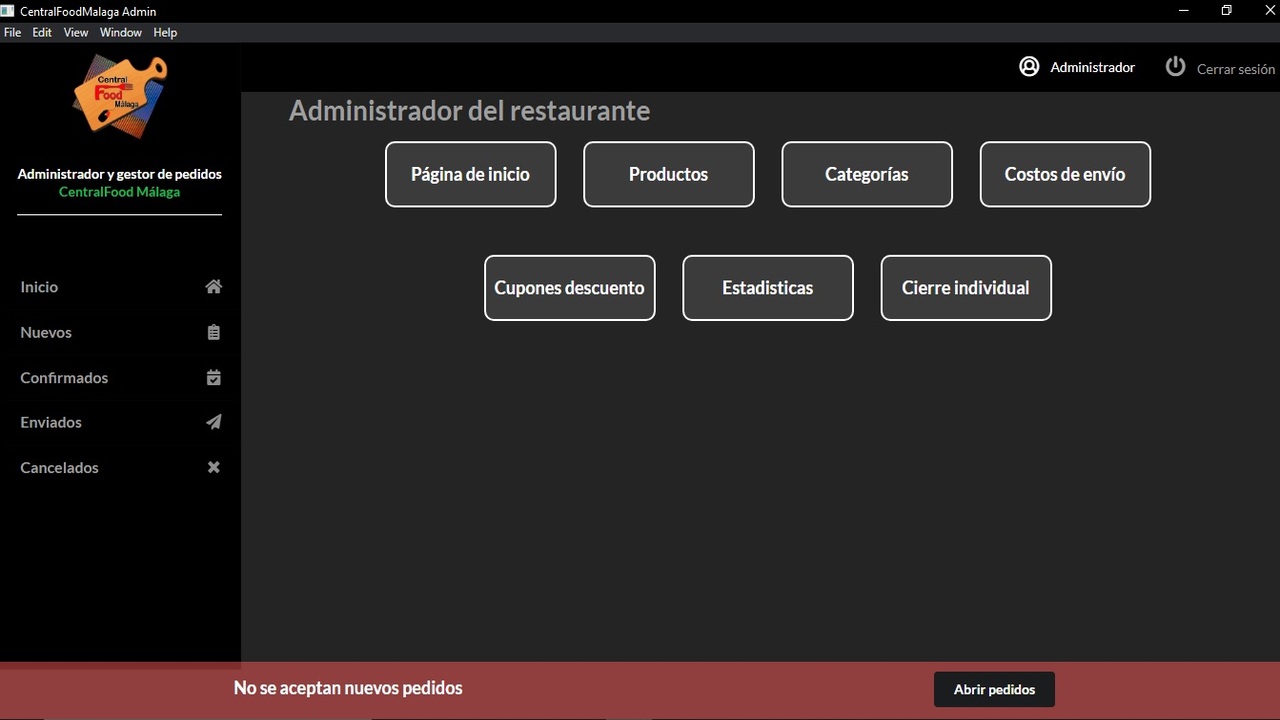 CentralFoodMalaga Admin
File Edit View Window Help
Central
Food
Málaga
Administrador y gestor de pedidos
CentralFood Málaga
Inicio
Nuevos
Confirmados
Enviados
Cancelados
Administrador
Cerrar sesión
Administrador del restaurante
Página de inicio
Productos
Categorías
Costos de envío
Cupones descuento
Estadisticas
Cierre individual
No se aceptan nuevos pedidos
Abrir pedidos